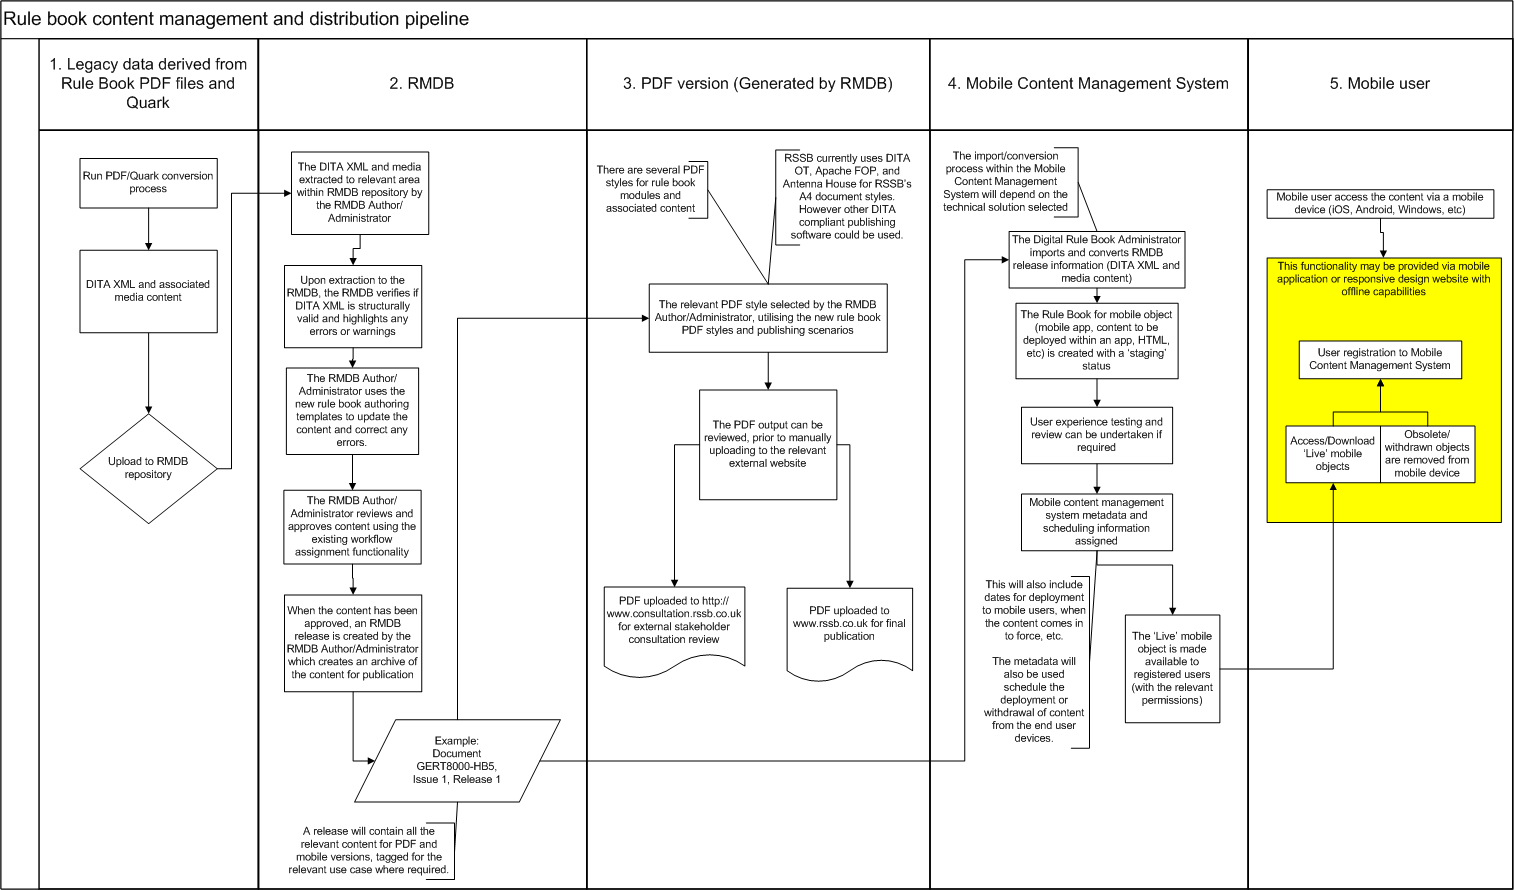 Rule book content management and distribution pipeline
1. Legacy data derived from
Rule Book PDF files and
Quark
2. RMDB
3. PDF version (Generated by RMDB)
4. Mobile Content Management System
5. Mobile user
Run PDF/Quark conversion
process
DITA XML and associated
media content
Upload to RMDB
repository
The DITA XML and media
extracted to relevant area
within RMDB repository by
the RMDB Author/
Administrator
Upon extraction to the
RMDB, the RMDB verifies if
DITA XML is structurally
valid and highlights any
errors or warnings
The RMDB Author/
Administrator uses the
new rule book authoring
templates to update the
content and correct any
errors.
The RMDB Author/
Administrator reviews and
approves content using the
existing workflow
assignment functionality
When the content has been
approved, an RMDB
release is created by the
RMDB Author/Administrator
which creates an archive of
the content for publication
Example:
Document
GERT8000-HB5,
Issue 1, Release 1
A release will contain all the
relevant content for PDF and
mobile versions, tagged for the
relevant use case where required.
There are several PDF
styles for rule book
modules and
associated content
RSSB currently uses DITA
OT, Apache FOP, and
Antenna House for RSSB's
A4 document styles.
However other DITA
compliant publishing
software could be used.
The relevant PDF style selected by the RMDB
Author/Administrator, utilising the new rule book
PDF styles and publishing scenarios
The PDF output can be
reviewed, prior to manually
uploading to the relevant
external website
PDF uploaded to http://
www.consultation.rssb.co.uk
for external stakeholder
consultation review
PDF uploaded to
www.rssb.co.uk for final
publication
The import/conversion
process within the Mobile
Content Management
System will depend on the
technical solution selected
The Digital Rule Book Administrator
imports and converts RMDB
release information (DITA XML and
media content)
The Rule Book for mobile object
(mobile app, content to be
deployed within an app, HTML,
etc) is created with a 'staging'
status
User experience testing and
review can be undertaken if
required
Mobile content management
system metadata and
scheduling information
assigned
This will also include
dates for deployment
to mobile users, when
the content comes in
to force, etc.
The metadata will
also be used
schedule the
deployment or
withdrawal of content
from the end user
devices.
The 'Live' mobile
object is made
available to
registered users
(with the relevant
permissions)
Mobile user access the content via a mobile
device (iOS, Android, Windows, etc)
This functionality may be provided via mobile
application or responsive design website with
offline capabilities
User registration to Mobile
Content Management System
Access/Download
'Live' mobile
objects
Obsolete/
withdrawn objects
are removed from
mobile device